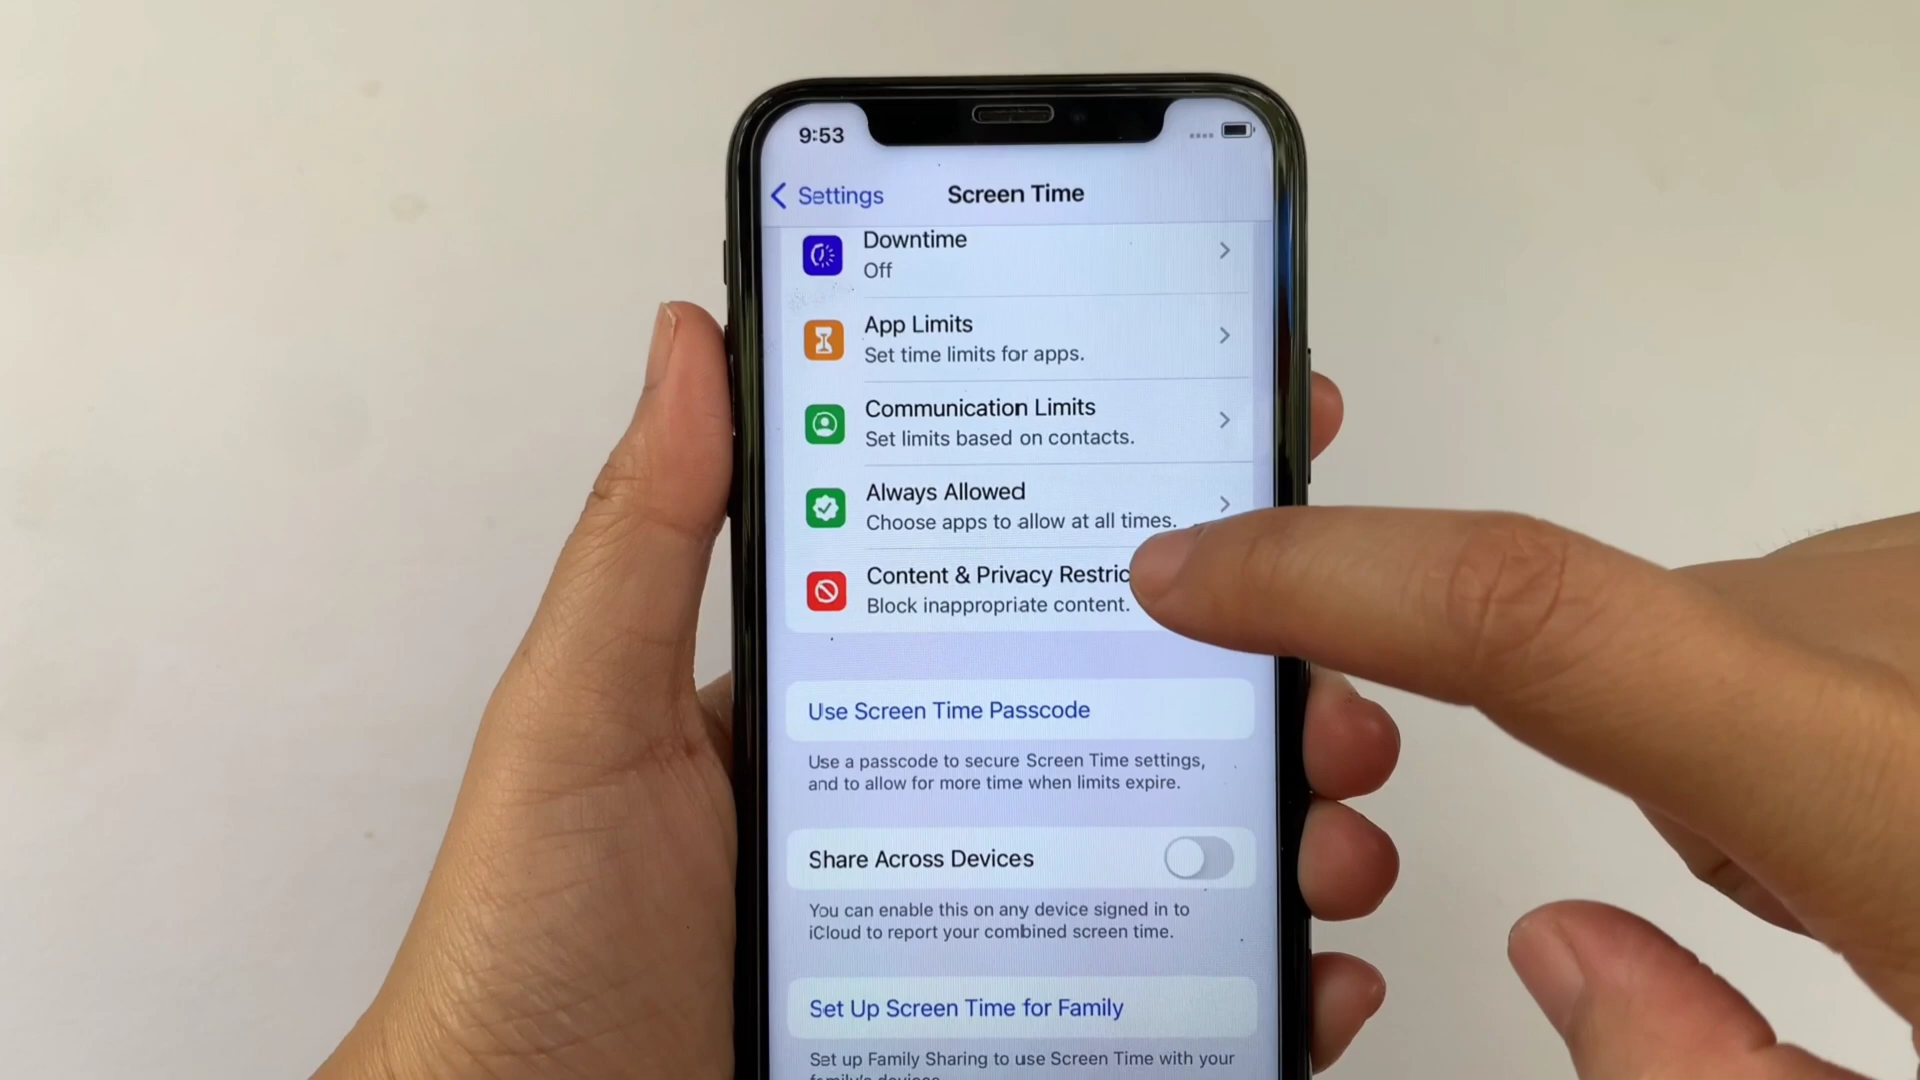 9:53
Settings
Screen Time
Downtime
Off
App Limits
Set time limits for apps.
Communication Limits
Set limits based on contacts.
Always Allowed
Choose apps to allow at all times.
Content & Privacy Restric
Block inappropriate content.
Use Screen Time Passcode
Use a passcode to secure Screen Time settings,
and to allow for more time when limits expire.
Share Across Devices
You can enable this on any device signed in to
iCloud to report your combined screen time.
Set Up Screen Time for Family
Set up Family Sharing to use Screen Time with your
family's devices.